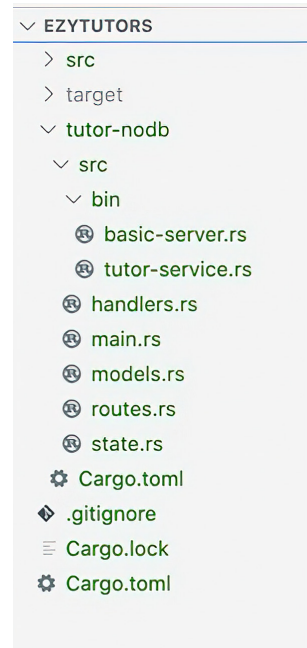 EZYTUTORS
src
target
tutor-nodb
src
bin
basic-server.rs
tutor-service.rs
handlers.rs
main.rs
models.rs
routes.rs
state.rs
Cargo.toml
.gitignore
Cargo.lock
Cargo.toml